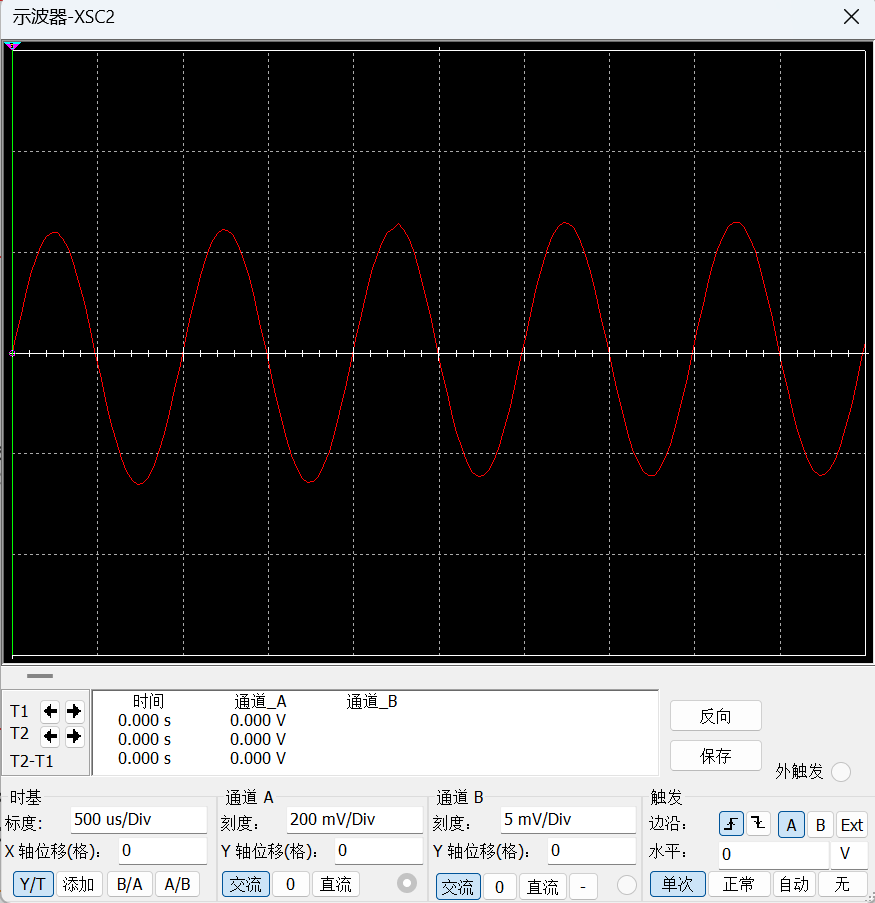 示波器-XSC2
时间 通道_A 通道_B
T1 0.000 s 0.000 V
T2 0.000 s 0.000 V
T2-T1 0.000 s 0.000 V
反向
保存
外触发
时基 通道 A 通道 B 触发
标度: 500 us/Div 刻度: 200 mV/Div 刻度: 5 mV/Div 边沿: A B Ext
X 轴位移(格): 0 Y 轴位移(格): 0 Y 轴位移(格): 0 水平: 0 V
Y/T 添加 B/A A/B 交流 0 直流 交流 0 直流 - 单次 正常 自动 无